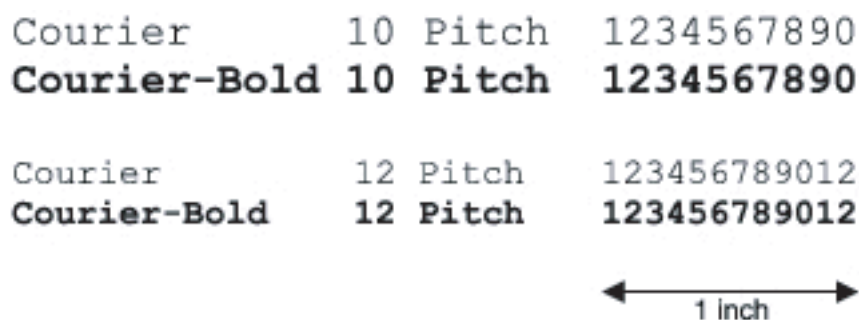 Courier 10 Pitch 1234567890
Courier-Bold 10 Pitch 1234567890
Courier 12 Pitch 123456789012
Courier-Bold 12 Pitch 123456789012
1 inch